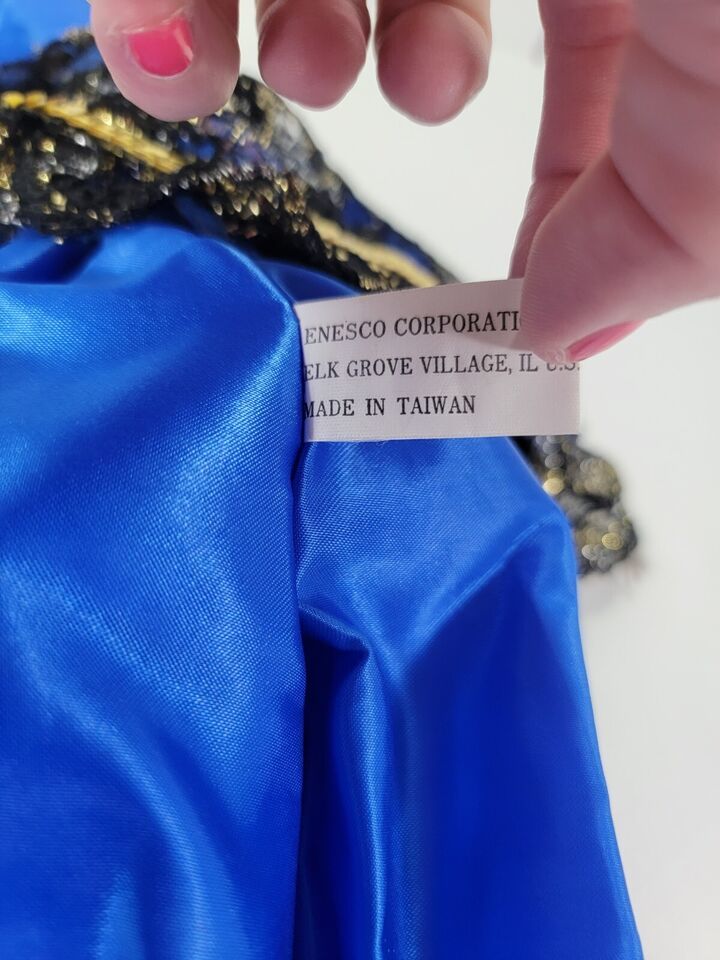 ENESCO CORPORATI
ELK GROVE VILLAGE, IL U.S.
MADE IN TAIWAN